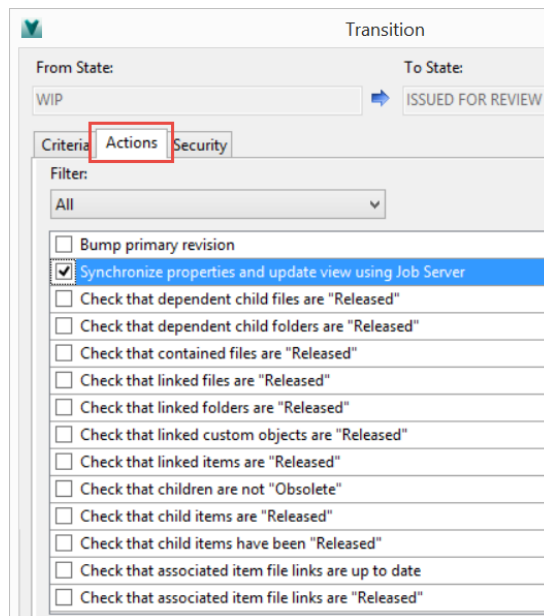 Transition
From State:
To State:
WIP
ISSUED FOR REVIEW
Criteria Actions Security
Filter:
All
Bump primary revision
Synchronize properties and update view using Job Server
Check that dependent child files are "Released"
Check that dependent child folders are "Released"
Check that contained files are "Released"
Check that linked files are "Released"
Check that linked folders are "Released"
Check that linked custom objects are "Released"
Check that linked items are "Released"
Check that children are not "Obsolete"
Check that child items are "Released"
Check that child items have been "Released"
Check that associated item file links are up to date
Check that associated item file links are "Released"